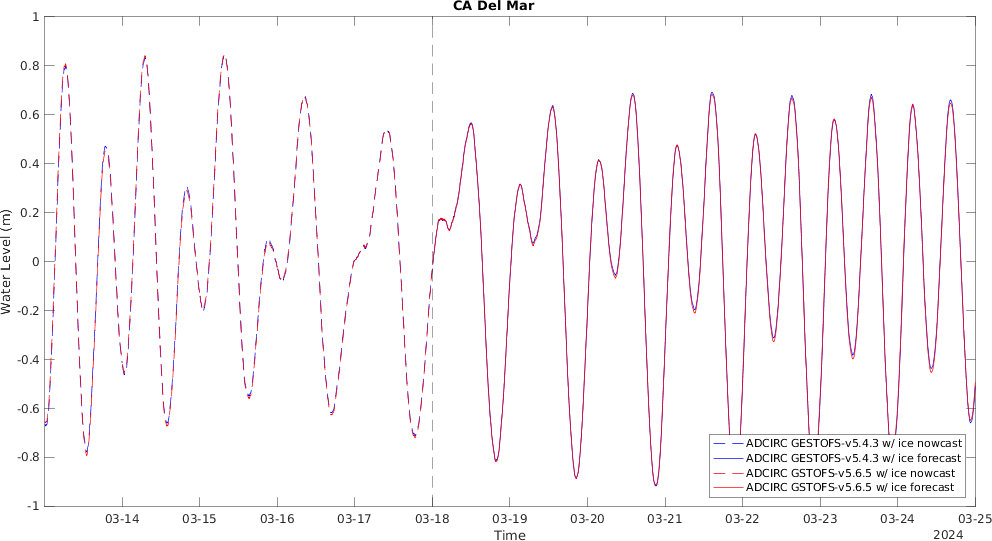 CA Del Mar
Water Level (m)
1
0.8
0.6
0.4
0.2
0
-0.2
-0.4
-0.6
-0.8
-1
ADCIRC GESTOFS-v5.4.3 w/ ice nowcast
ADCIRC GESTOFS-v5.4.3 w/ ice forecast
ADCIRC GSTOFS-v5.6.5 w/ ice nowcast
ADCIRC GSTOFS-v5.6.5 w/ ice forecast
03-14 03-15 03-16 03-17 03-18 03-19 03-20 03-21 03-22 03-23 03-24 03-25
Time
2024